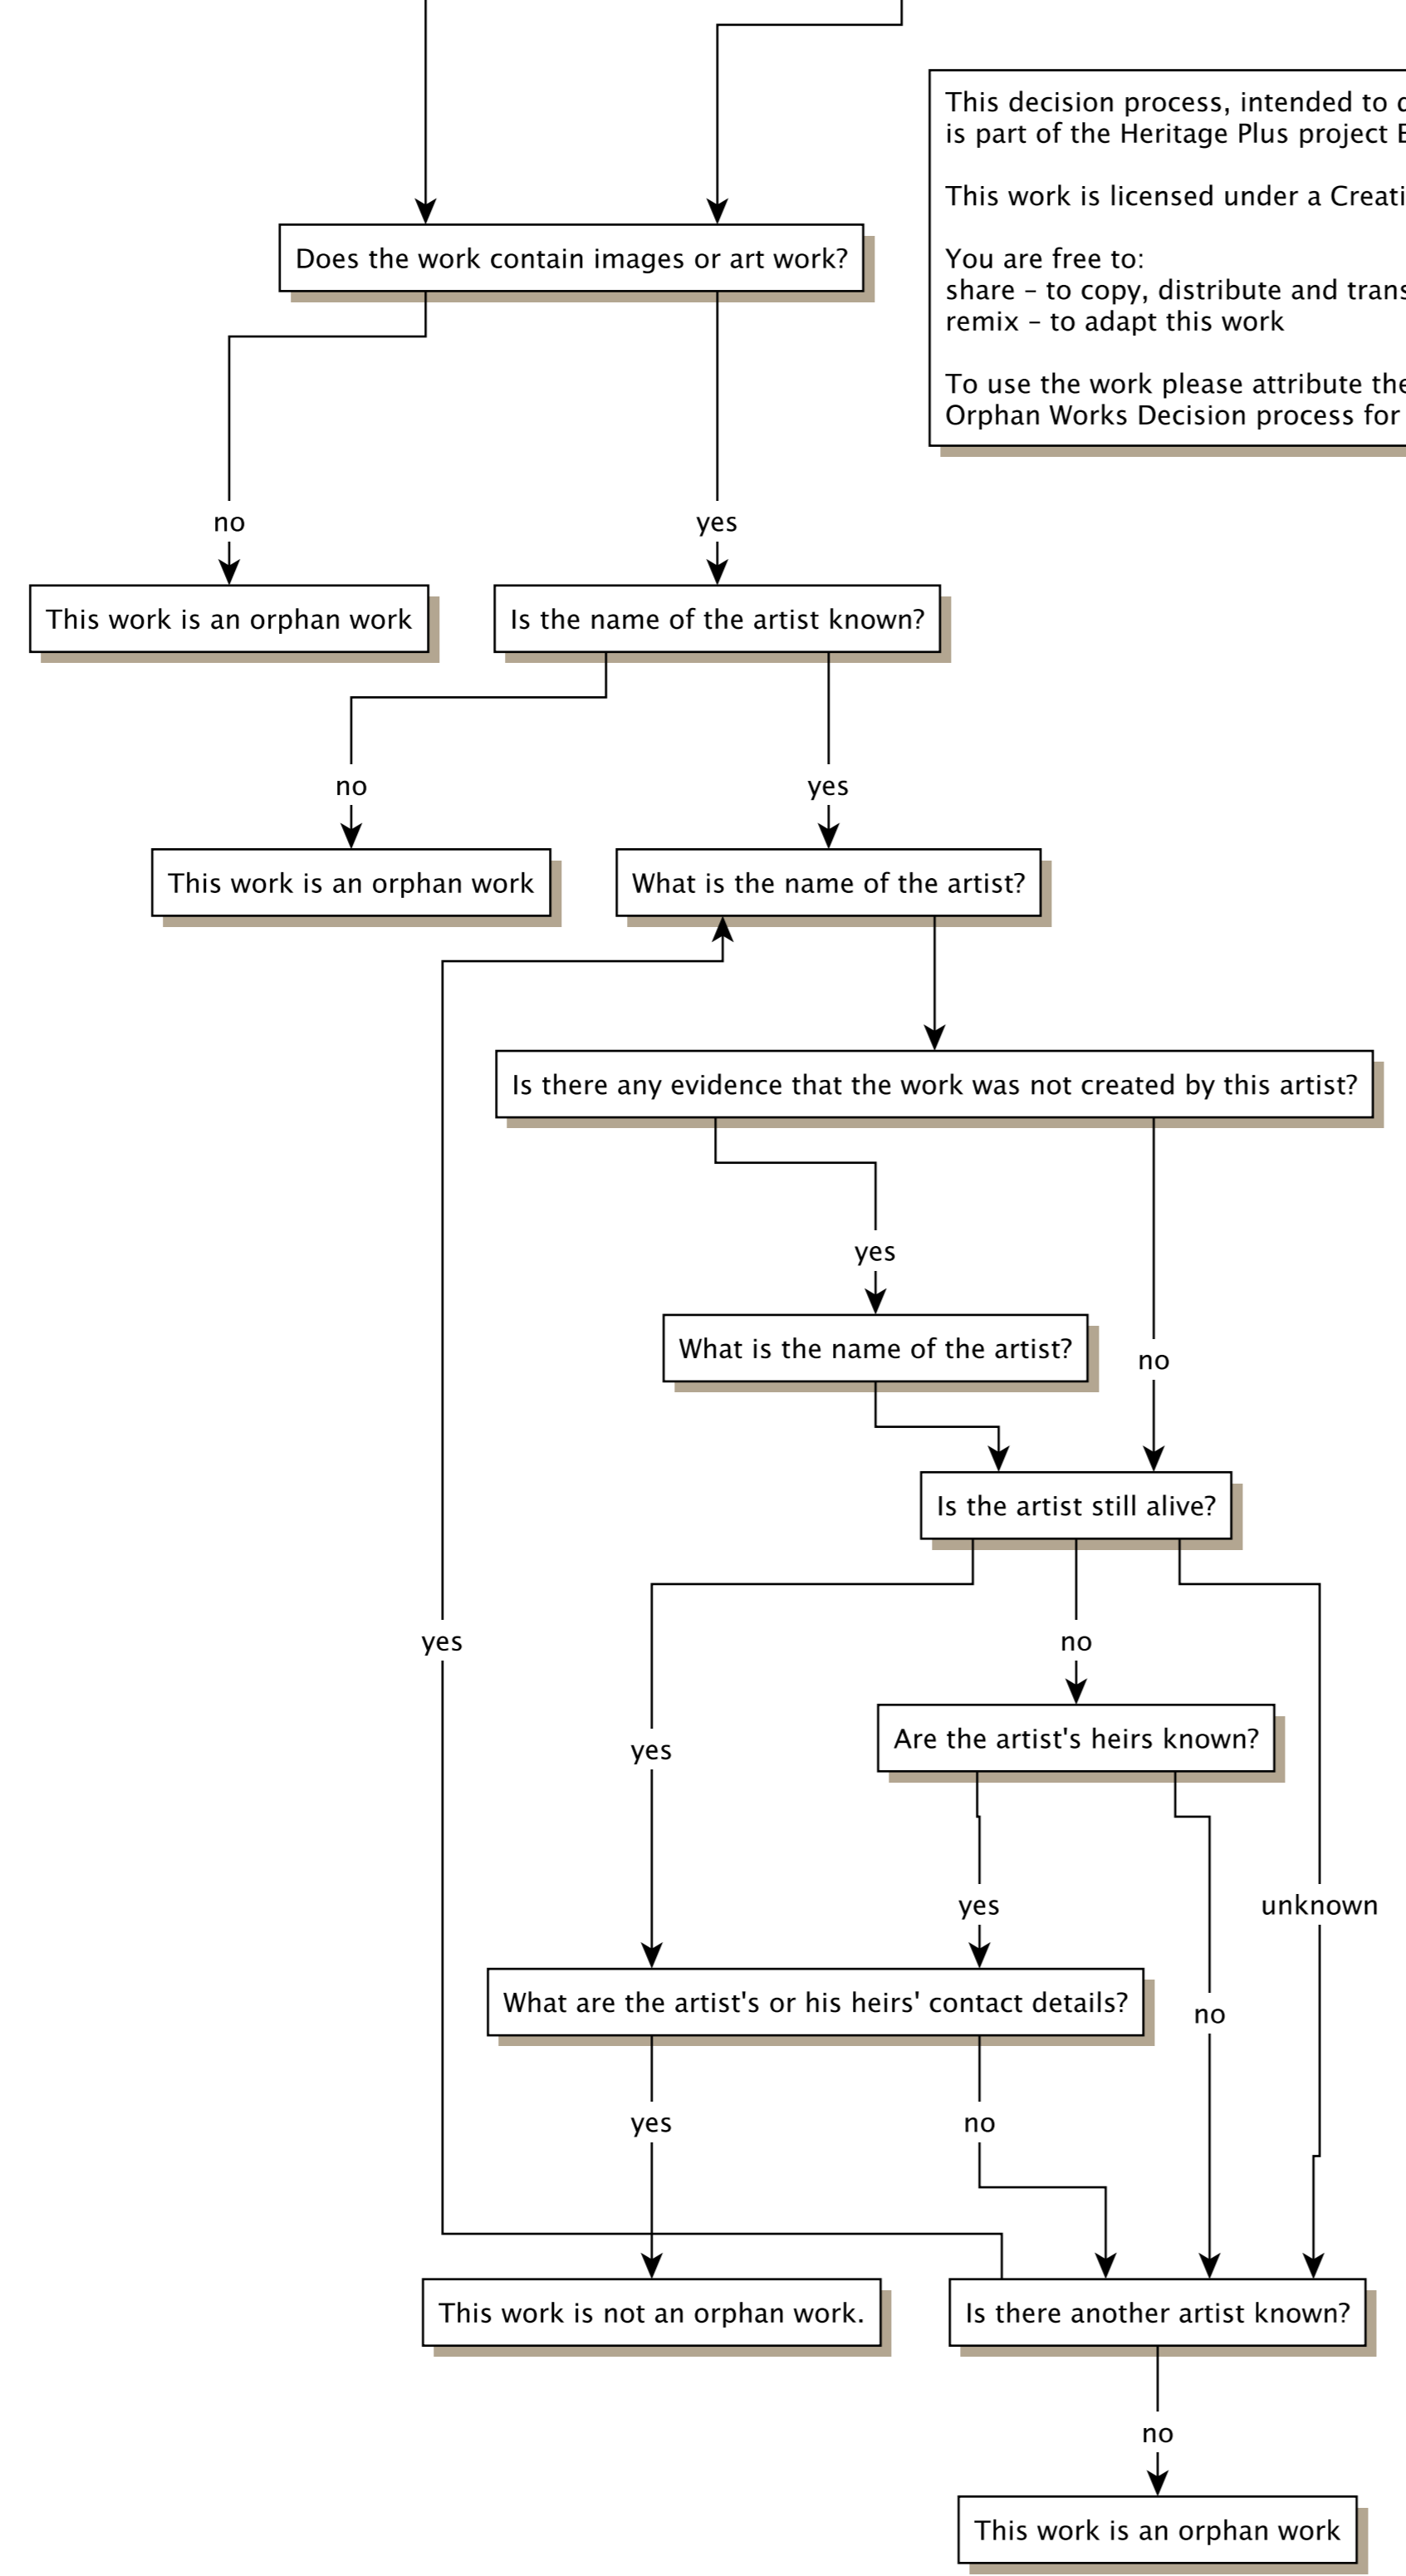 This decision process, intended to
is part of the Heritage Plus project
This work is licensed under a
You are free to:
share – to copy, distribute and
remix – to adapt this work
To use the work please attribute
Orphan Works Decision process for
Does the work contain images or art work?
no
yes
This work is an orphan work
Is the name of the artist known?
no
yes
This work is an orphan work
What is the name of the artist?
Is there any evidence that the work was not created by this artist?
yes
What is the name of the artist?
no
Is the artist still alive?
yes
no
yes
Are the artist's heirs known?
yes
unknown
no
What are the artist's or his heirs' contact details?
yes
no
This work is not an orphan work.
Is there another artist known?
no
This work is an orphan work